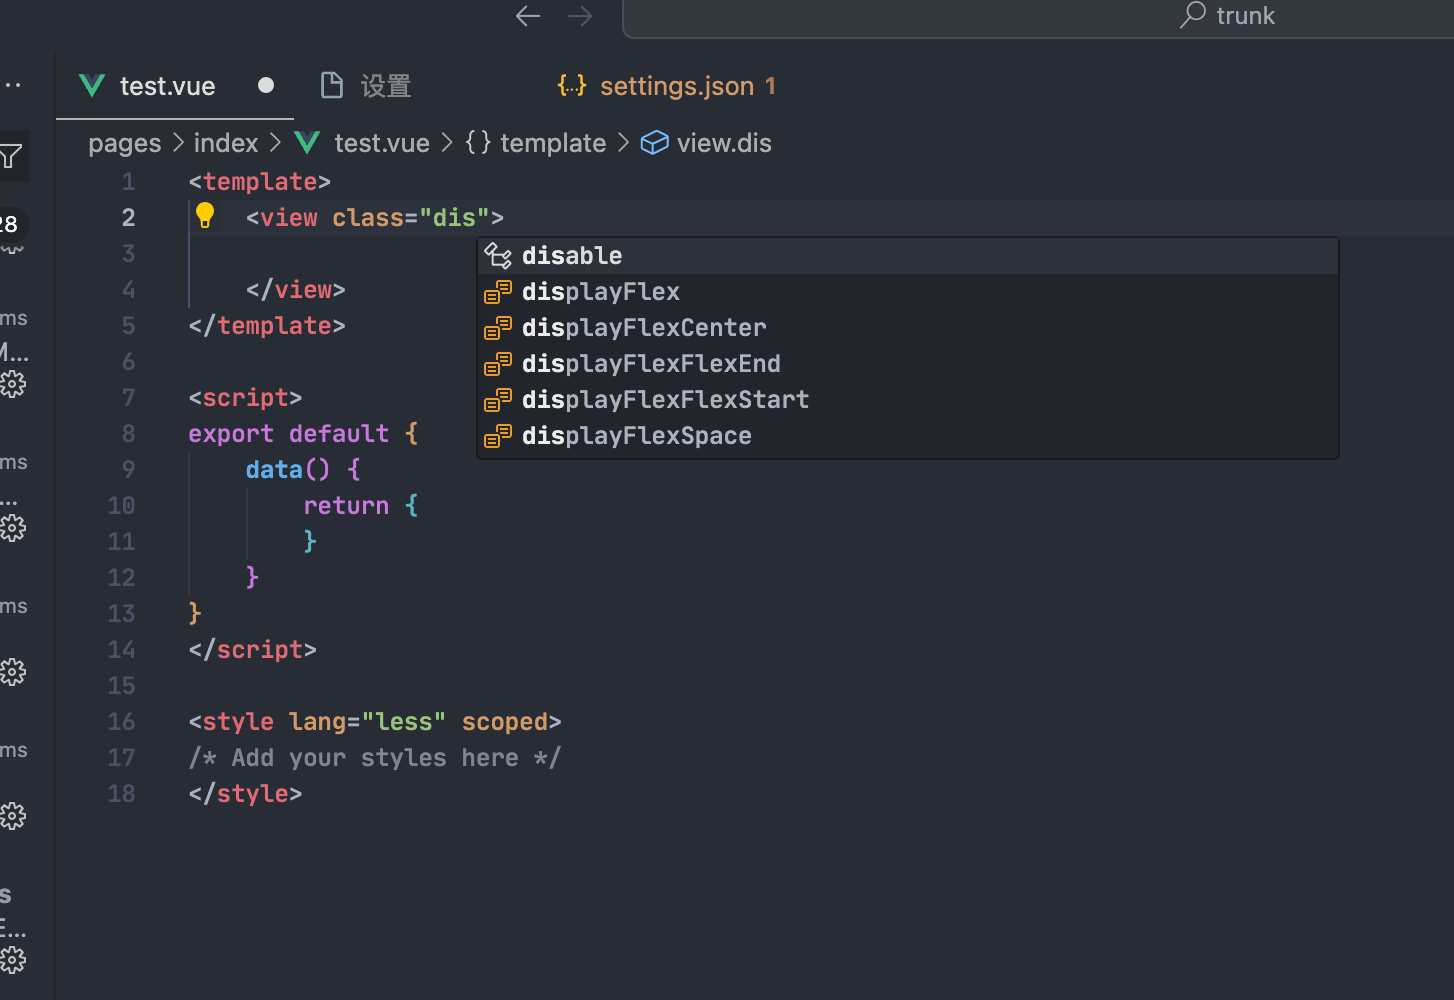 trunk
test.vue 设置 settings.json 1
pages > index > test.vue > {} template > view.dis
28
ms
M...
ms
...
ms
ms
s
E...
1 <template>
2 <view class="dis">
3
4 </view>
5 </template>
6
7 <script>
8 export default {
9 data() {
10 return {
11 }
12 }
13 }
14 </script>
15
16 <style lang="less" scoped>
17 /* Add your styles here */
18 </style>
disable
displayFlex
displayFlexCenter
displayFlexFlexEnd
displayFlexFlexStart
displayFlexSpace